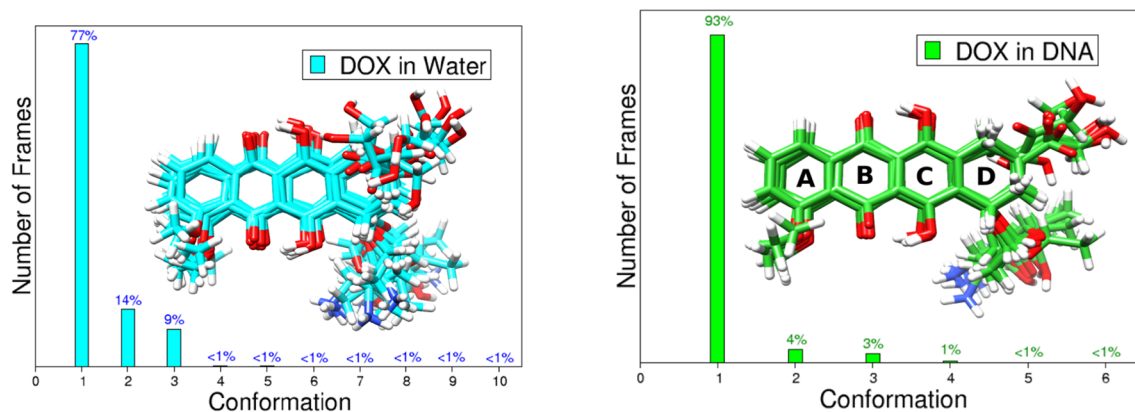 77%
DOX in Water
Number of Frames
14%
9%
<1% <1% <1% <1% <1% <1% <1%
0 1 2 3 4 5 6 7 8 9 10
Conformation
93%
DOX in DNA
Number of Frames
A B C D
4%
3%
1%
<1% <1%
0 1 2 3 4 5 6
Conformation